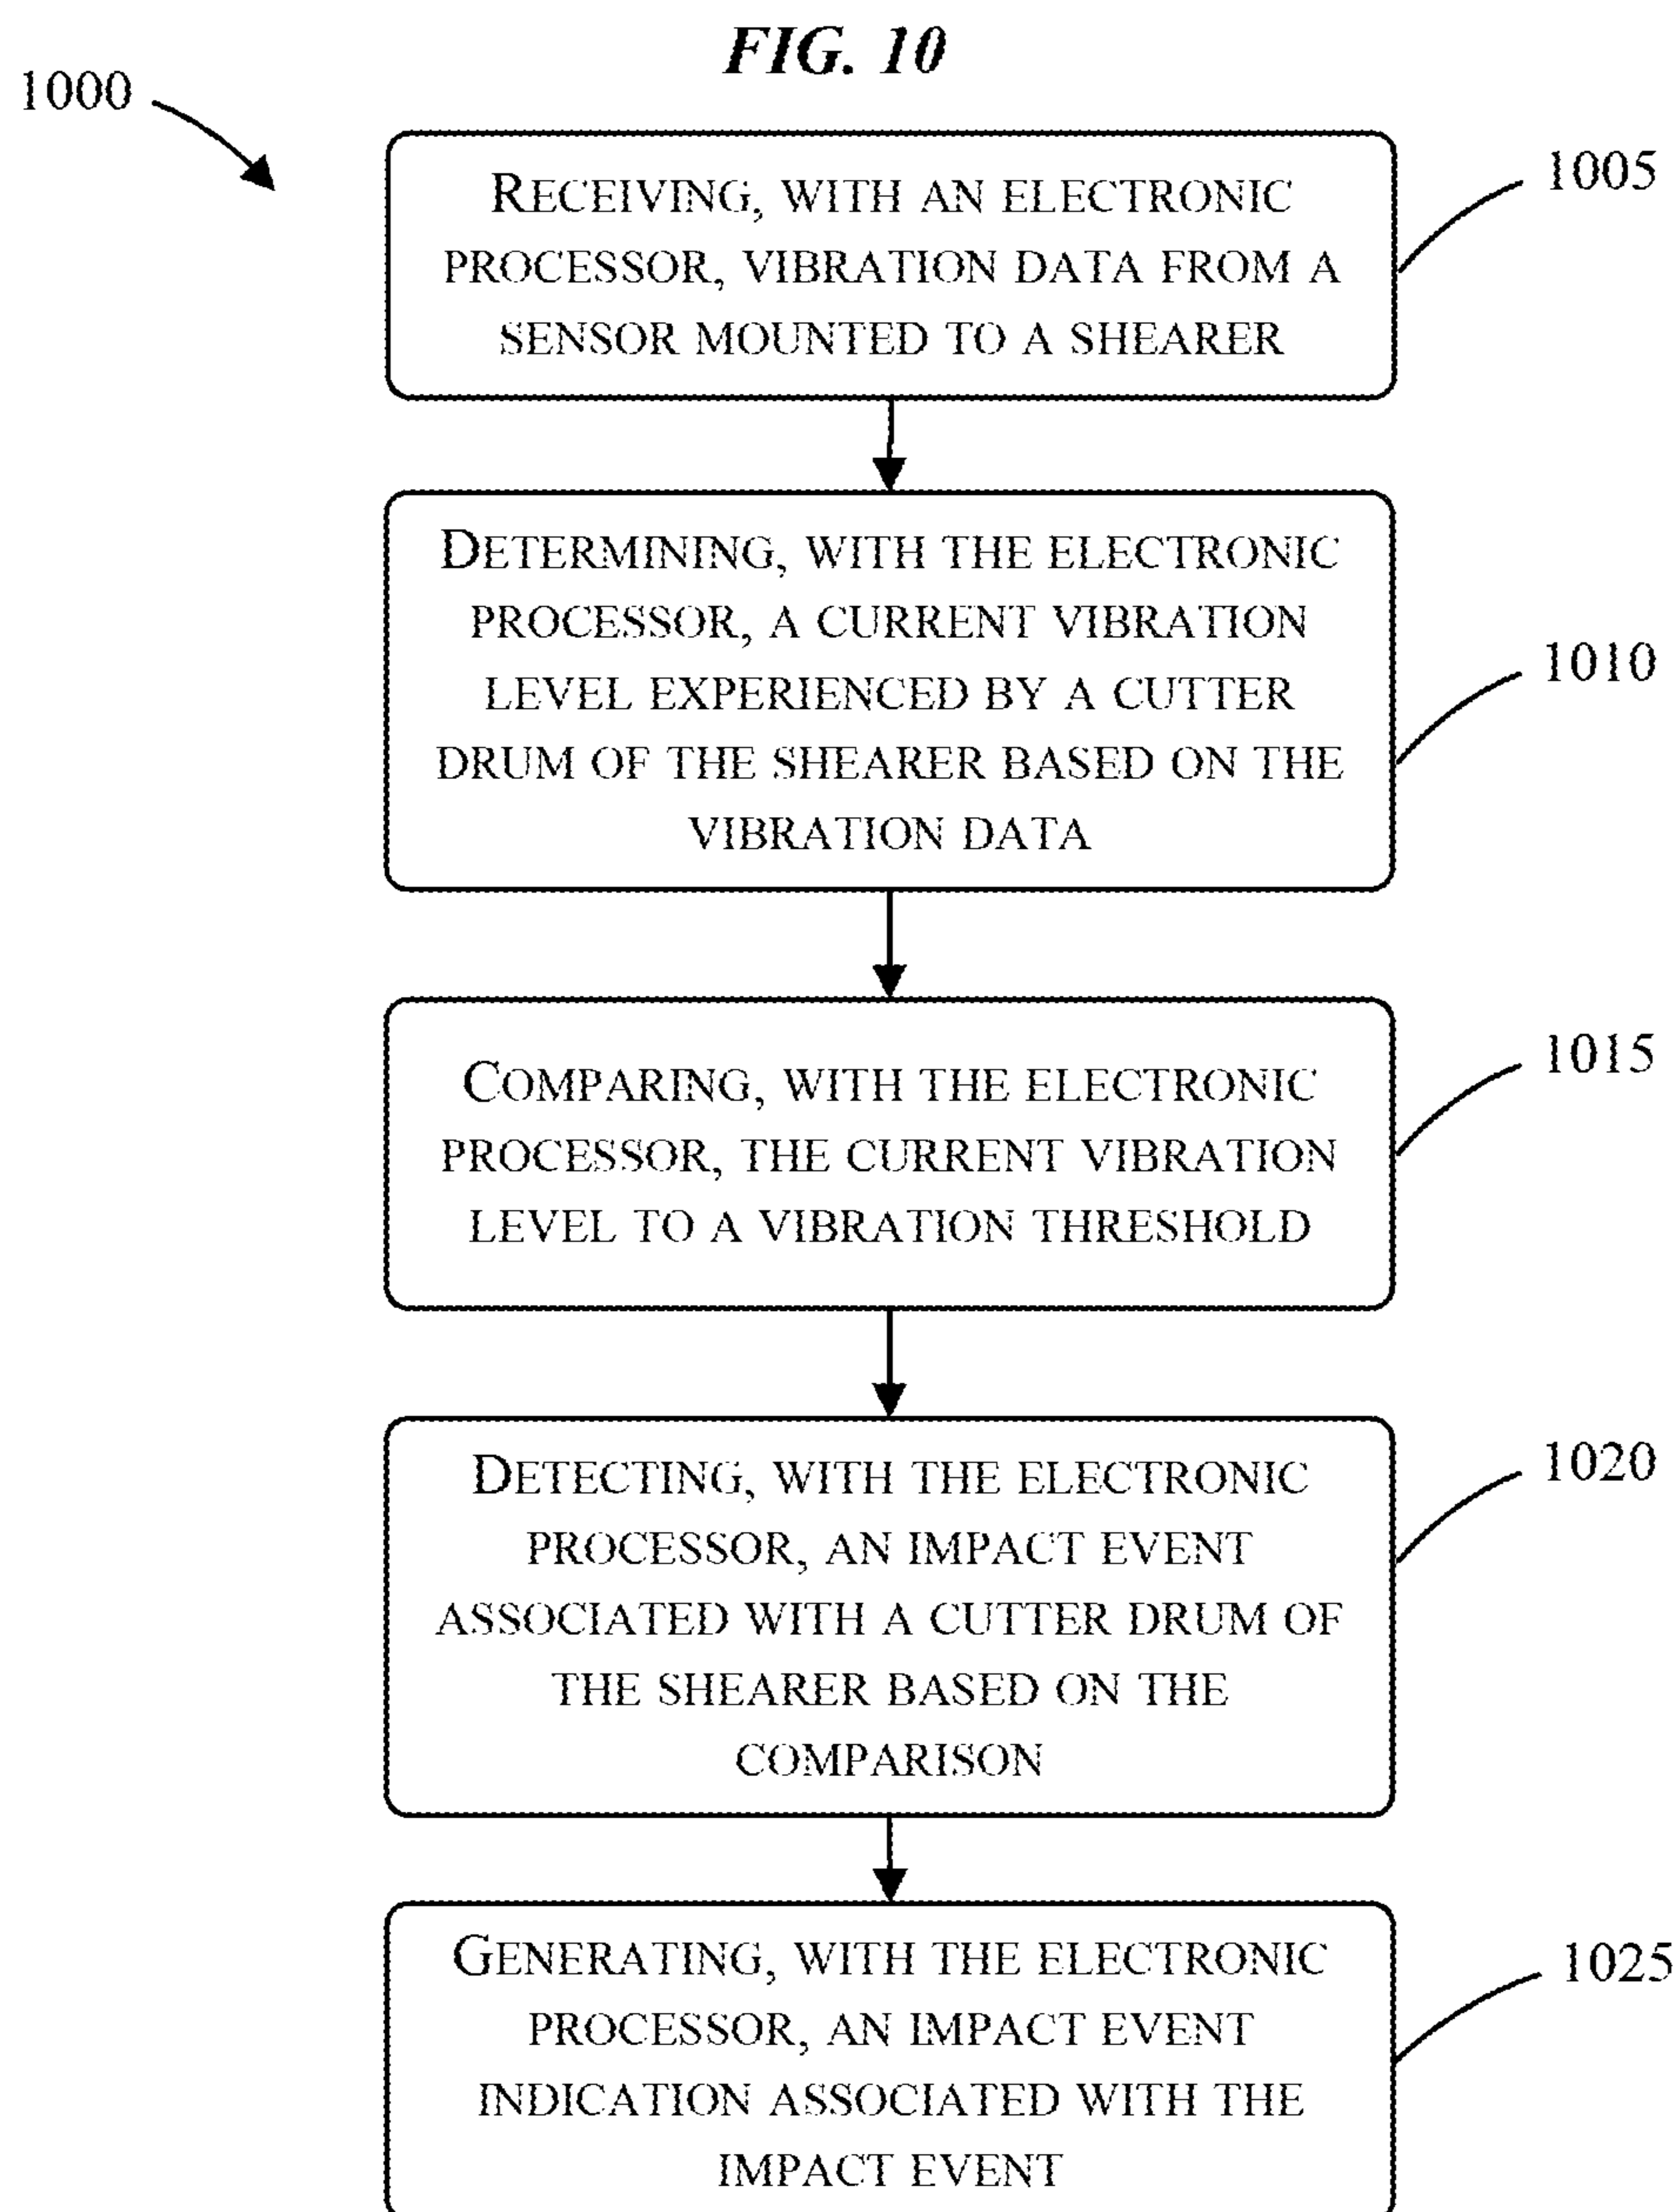 FIG. 10
1000
RECEIVING, WITH AN ELECTRONIC
PROCESSOR, VIBRATION DATA FROM A
SENSOR MOUNTED TO A SHEARER
1005
DETERMINING, WITH THE ELECTRONIC
PROCESSOR, A CURRENT VIBRATION
LEVEL EXPERIENCED BY A CUTTER
DRUM OF THE SHEARER BASED ON THE
VIBRATION DATA
1010
COMPARING, WITH THE ELECTRONIC
PROCESSOR, THE CURRENT VIBRATION
LEVEL TO A VIBRATION THRESHOLD
1015
DETECTING, WITH THE ELECTRONIC
PROCESSOR, AN IMPACT EVENT
ASSOCIATED WITH A CUTTER DRUM OF
THE SHEARER BASED ON THE
COMPARISON
1020
GENERATING, WITH THE ELECTRONIC
PROCESSOR, AN IMPACT EVENT
INDICATION ASSOCIATED WITH THE
IMPACT EVENT
1025